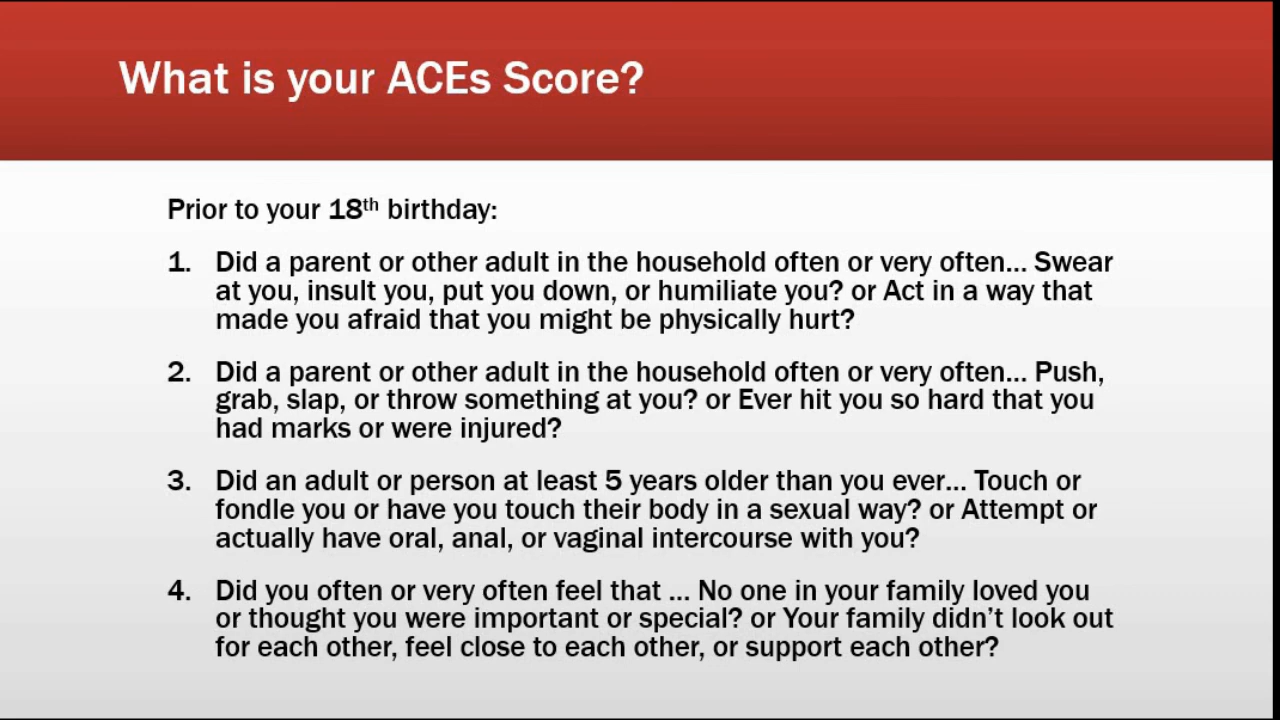 What is your ACEs Score?
Prior to your 18th birthday:
1. Did a parent or other adult in the household often or very often... Swear
at you, insult you, put you down, or humiliate you? or Act in a way that
made you afraid that you might be physically hurt?
2. Did a parent or other adult in the household often or very often... Push,
grab, slap, or throw something at you? or Ever hit you so hard that you
had marks or were injured?
3. Did an adult or person at least 5 years older than you ever... Touch or
fondle you or have you touch their body in a sexual way? or Attempt or
actually have oral, anal, or vaginal intercourse with you?
4. Did you often or very often feel that ... No one in your family loved you
or thought you were important or special? or Your family didn’t look out
for each other, feel close to each other, or support each other?